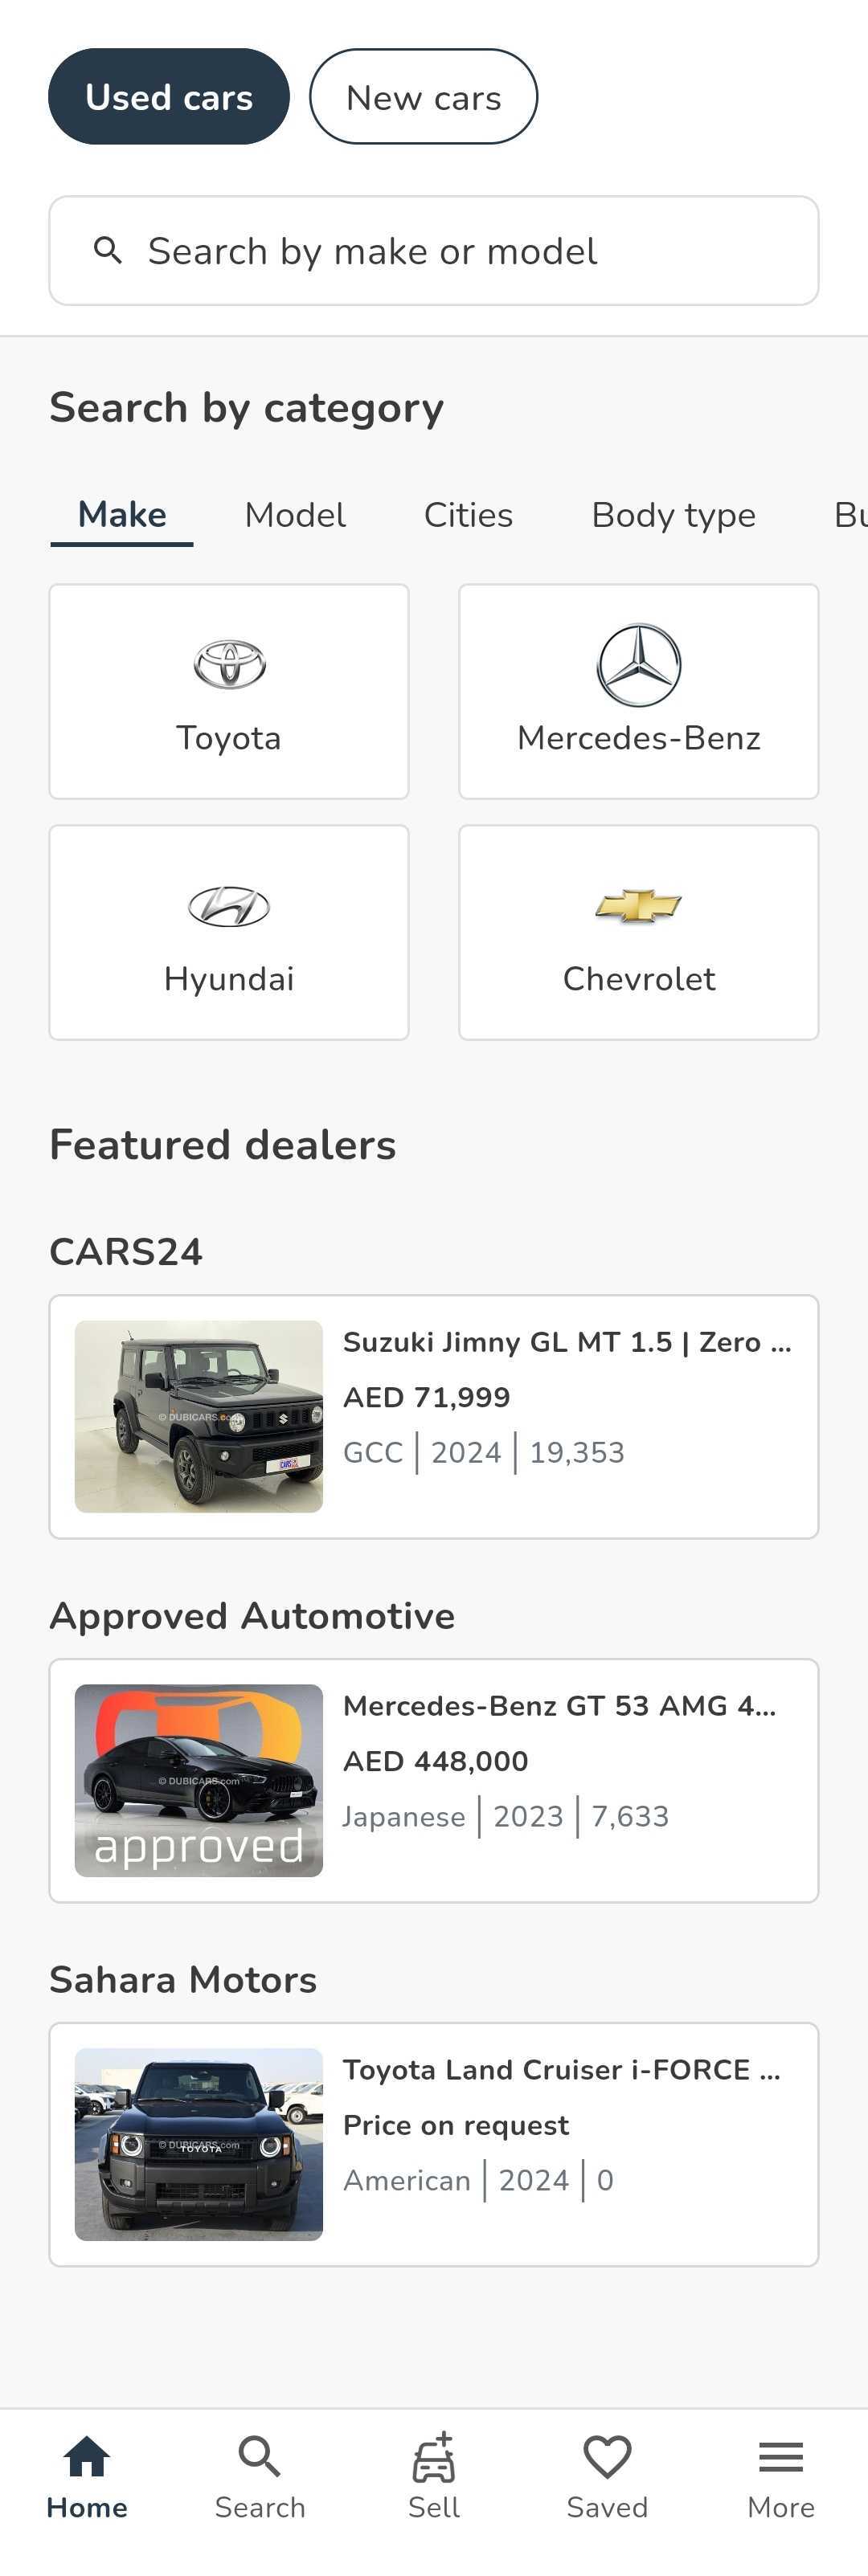 Used cars
New cars
Search by make or model
Search by category
Make
Model
Cities
Body type
Bu
Toyota
Mercedes-Benz
Hyundai
Chevrolet
Featured dealers
CARS24
© DUBICARS.com
CARS24
Suzuki Jimny GL MT 1.5 | Zero ...
AED 71,999
GCC | 2024 | 19,353
Approved Automotive
© DUBICARS.com
approved
Mercedes-Benz GT 53 AMG 4...
AED 448,000
Japanese | 2023 | 7,633
Sahara Motors
© DUBICARS.com
TOYOTA
Toyota Land Cruiser i-FORCE ...
Price on request
American | 2024 | 0
Home
Search
Sell
Saved
More